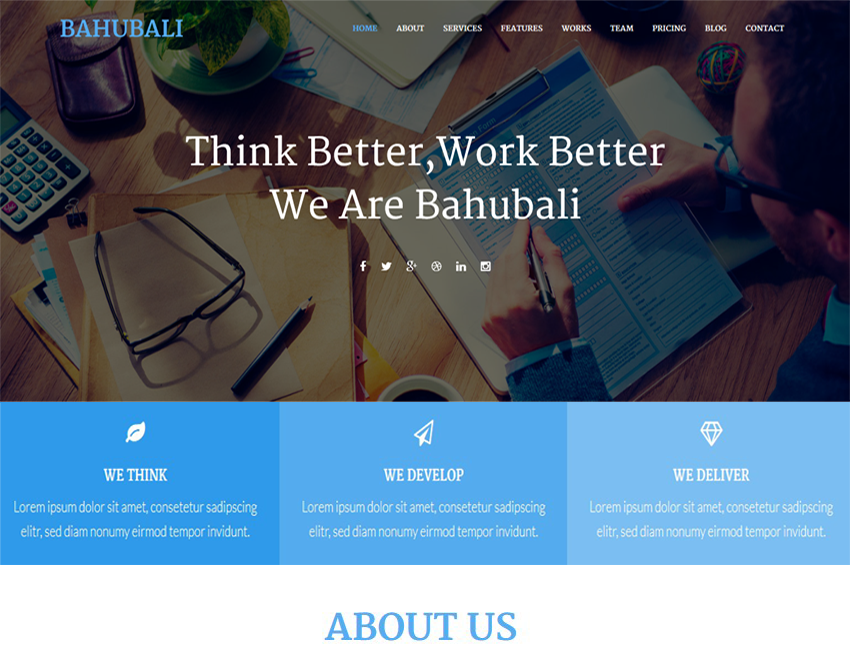 BAHUBALI
HOME ABOUT SERVICES FEATURES WORKS TEAM PRICING BLOG CONTACT
Think Better,Work Better
We Are Bahubali
WE THINK
Lorem ipsum dolor sit amet, consetetur sadipscing
elitr, sed diam nonumy eirmod tempor invidunt.
WE DEVELOP
Lorem ipsum dolor sit amet, consetetur sadipscing
elitr, sed diam nonumy eirmod tempor invidunt.
WE DELIVER
Lorem ipsum dolor sit amet, consetetur sadipscing
elitr, sed diam nonumy eirmod tempor invidunt.
ABOUT US